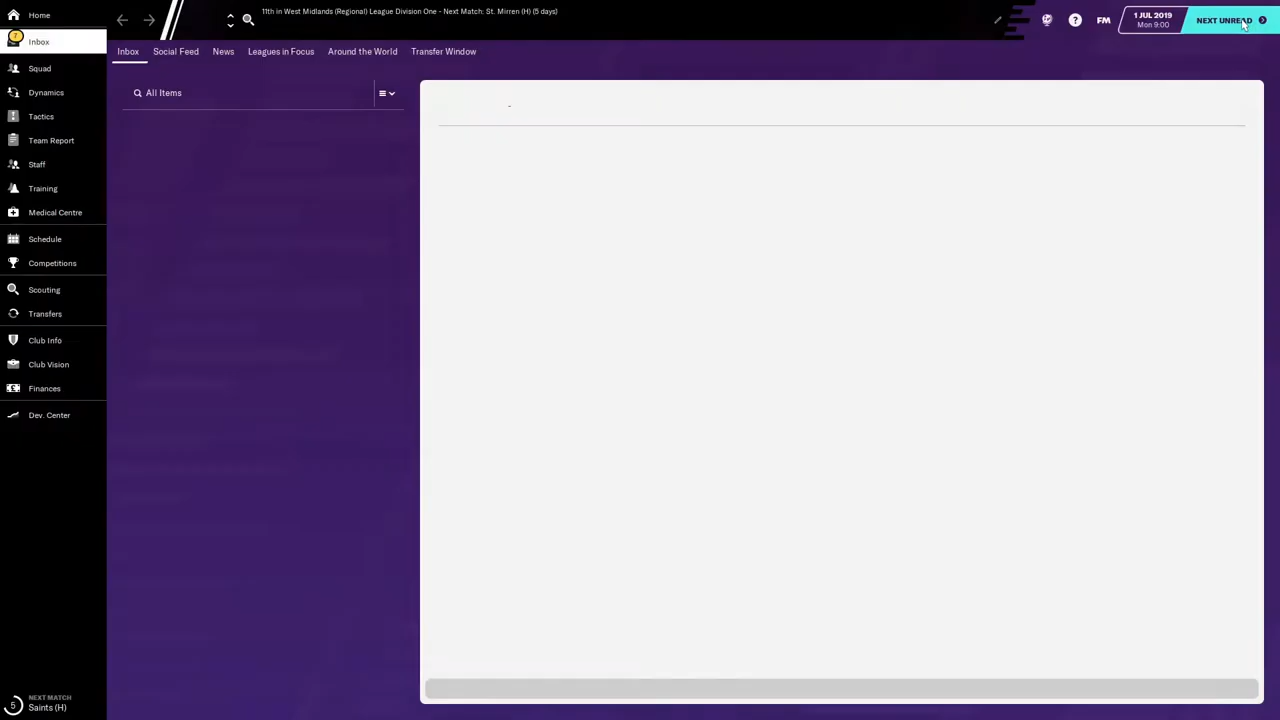 Home
11th in West Midlands (Regional) League Division One - Next Match: St. Mirren (H) (5 days)
FM
1 JUL 2019
Mon 9:00
NEXT UNREAD
7
Inbox
Squad
Dynamics
Tactics
Team Report
Staff
Training
Medical Centre
Schedule
Competitions
Scouting
Transfers
Club Info
Club Vision
Finances
Dev. Center
5
NEXT MATCH
Saints (H)
Inbox Social Feed News Leagues in Focus Around the World Transfer Window
All Items
-